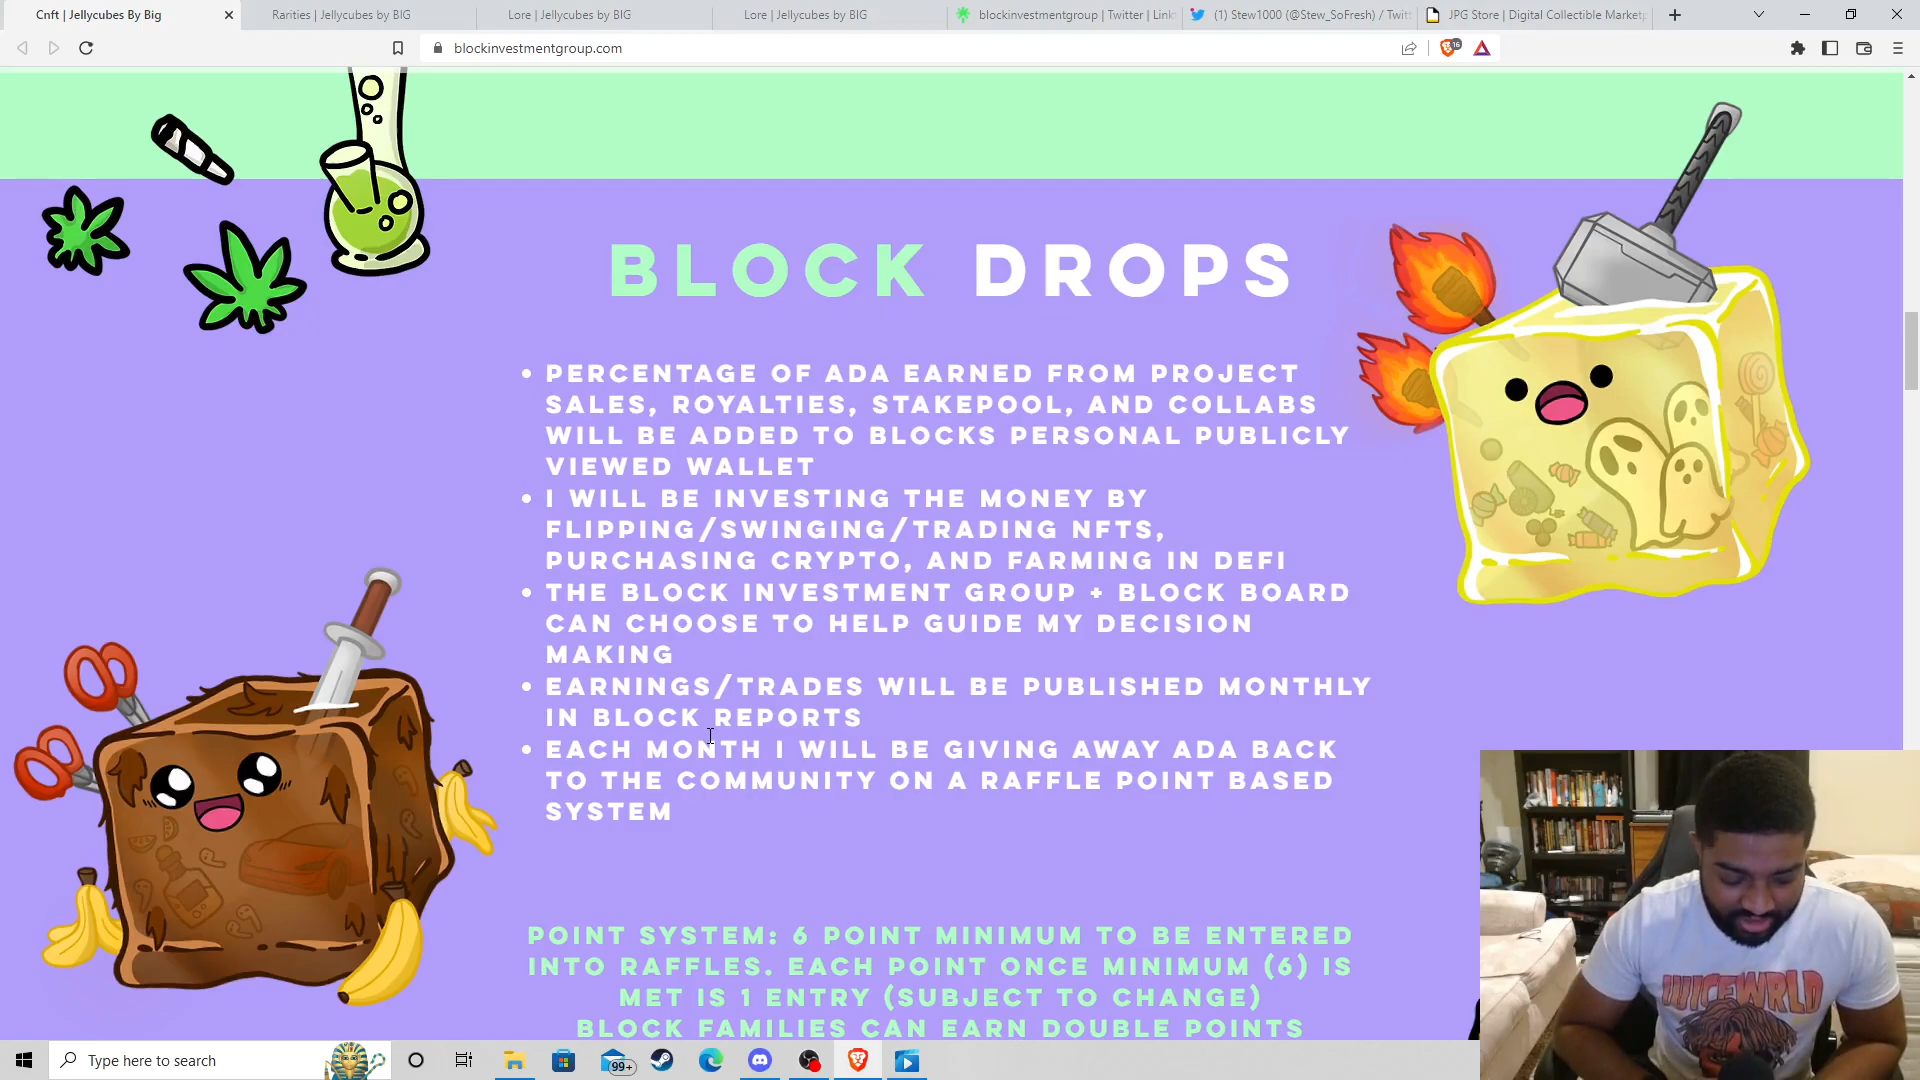 Cnft | Jellycubes By Big
Rarities | Jellycubes by BIG
Lore | Jellycubes by BIG
Lore | Jellycubes by BIG
blockinvestmentgroup | Twitter | Link
(1) Stew1000 (@Stew_SoFresh) / Twitt
JPG Store | Digital Collectible Market
blockinvestmentgroup.com
16
BLOCK DROPS
• PERCENTAGE OF ADA EARNED FROM PROJECT
SALES, ROYALTIES, STAKEPOOL, AND COLLABS
WILL BE ADDED TO BLOCKS PERSONAL PUBLICLY
VIEWED WALLET
• I WILL BE INVESTING THE MONEY BY
FLIPPING/SWINGING/TRADING NFTS,
PURCHASING CRYPTO, AND FARMING IN DEFI
• THE BLOCK INVESTMENT GROUP + BLOCK BOARD
CAN CHOOSE TO HELP GUIDE MY DECISION
MAKING
• EARNINGS/TRADES WILL BE PUBLISHED MONTHLY
IN BLOCK REPORTS
• EACH MONTH I WILL BE GIVING AWAY ADA BACK
TO THE COMMUNITY ON A RAFFLE POINT BASED
SYSTEM
POINT SYSTEM: 6 POINT MINIMUM TO BE ENTERED
INTO RAFFLES. EACH POINT ONCE MINIMUM (6) IS
MET IS 1 ENTRY (SUBJECT TO CHANGE)
BLOCK FAMILIES CAN EARN DOUBLE POINTS
JUICEWRLD
Type here to search
99+